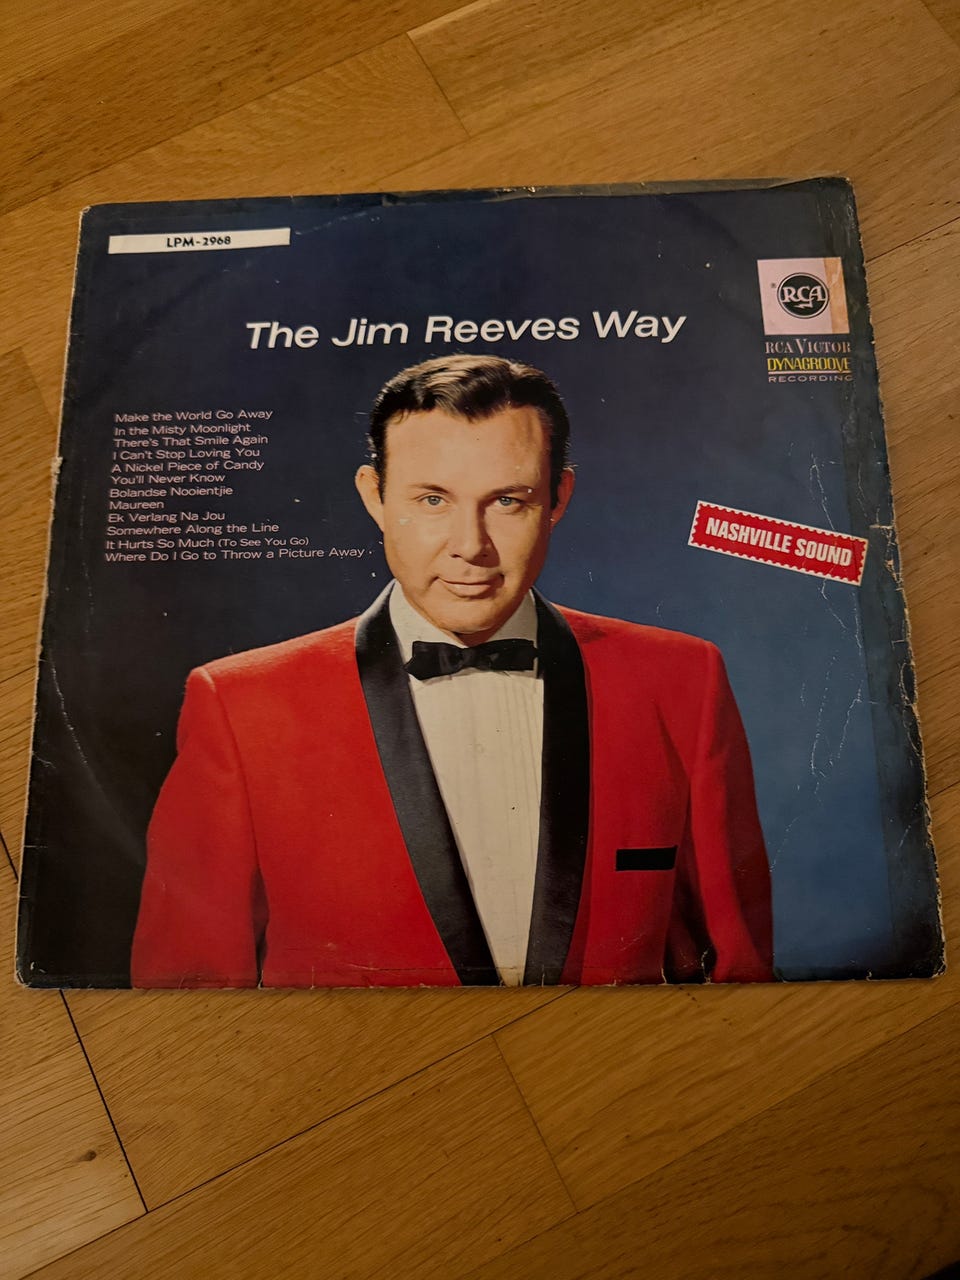 LPM-2968
The Jim Reeves Way
® RCA
RCA VICTOR
DYNAGROOVE
RECORDING
Make the World Go Away
In the Misty Moonlight
There's That Smile Again
I Can't Stop Loving You
A Nickel Piece of Candy
You'll Never Know
Bolandse Nooientjie
Maureen
Ek Verlang Na Jou
Somewhere Along the Line
It Hurts So Much (To See You Go)
Where Do I Go to Throw a Picture Away
NASHVILLE SOUND